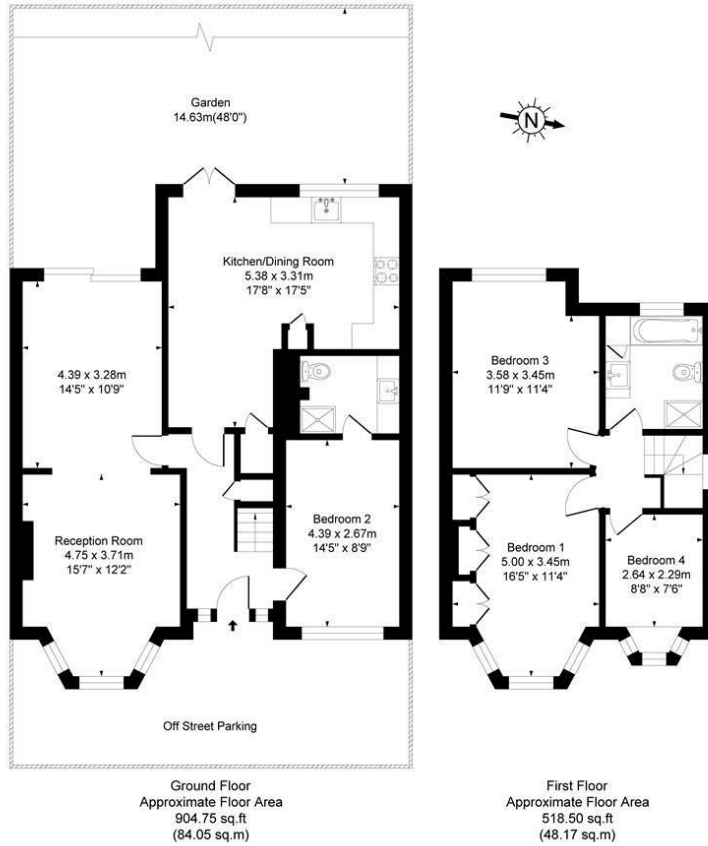 Garden
14.63m(48'0")
N
Kitchen/Dining Room
5.38 x 3.31m
17'8" x 17'5"
4.39 x 3.28m
14'5" x 10'9"
Reception Room
4.75 x 3.71m
15'7" x 12'2"
Bedroom 2
4.39 x 2.67m
14'5" x 8'9"
Off Street Parking
Ground Floor
Approximate Floor Area
904.75 sq.ft
(84.05 sq.m)
Bedroom 3
3.58 x 3.45m
11'9" x 11'4"
Bedroom 1
5.00 x 3.45m
16'5" x 11'4"
Bedroom 4
2.64 x 2.29m
8'8" x 7'6"
First Floor
Approximate Floor Area
518.50 sq.ft
(48.17 sq.m)